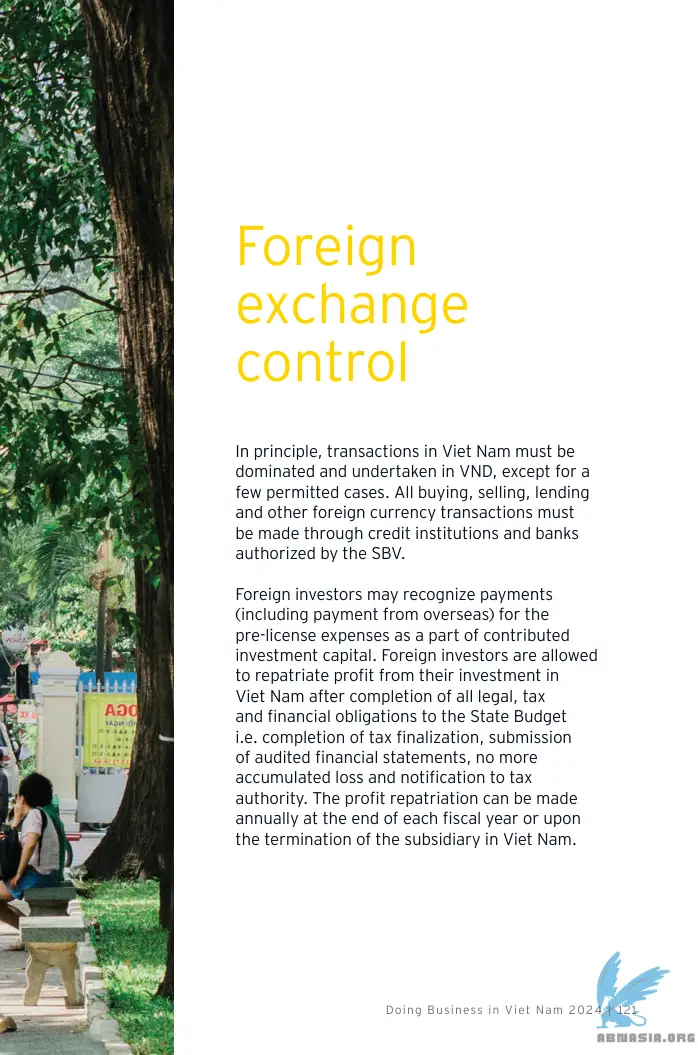 Foreign
exchange
control
In principle, transactions in Viet Nam must be
dominated and undertaken in VND, except for a
few permitted cases. All buying, selling, lending
and other foreign currency transactions must
be made through credit institutions and banks
authorized by the SBV.
Foreign investors may recognize payments
(including payment from overseas) for the
pre-license expenses as a part of contributed
investment capital. Foreign investors are allowed
to repatriate profit from their investment in
Viet Nam after completion of all legal, tax
and financial obligations to the State Budget
i.e. completion of tax finalization, submission
of audited financial statements, no more
accumulated loss and notification to tax
authority. The profit repatriation can be made
annually at the end of each fiscal year or upon
the termination of the subsidiary in Viet Nam.
Doing Business in Viet Nam 2024 | 121
ABNASIA.ORG